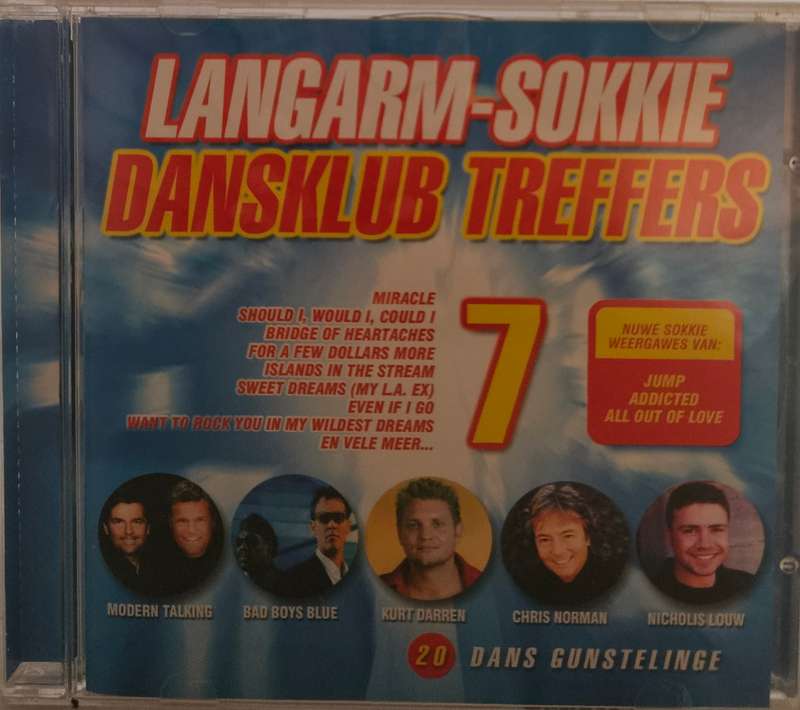 LANGARM-SOKKIE
DANSKLUB TREFFERS
7
MIRACLE
SHOULD I, WOULD I, COULD I
BRIDGE OF HEARTACHES
FOR A FEW DOLLARS MORE
ISLANDS IN THE STREAM
SWEET DREAMS (MY L.A. EX)
EVEN IF I GO
WANT TO ROCK YOU IN MY WILDEST DREAMS
EN VELE MEER...
NUWE SOKKIE
WEERGAWES VAN:
JUMP
ADDICTED
ALL OUT OF LOVE
MODERN TALKING
BAD BOYS BLUE
KURT DARREN
CHRIS NORMAN
NICHOLIS LOUW
20 DANS GUNSTELINGE